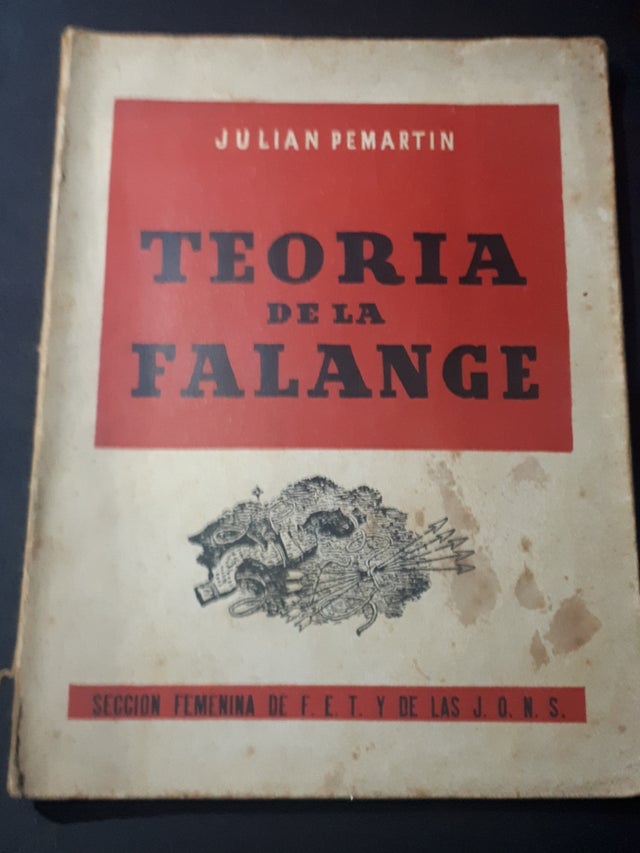 JULIAN PEMARTIN
TEORIA
DE LA
FALANGE
SECCION FEMENINA DE F. E. T. Y DE LAS J. O. N. S.